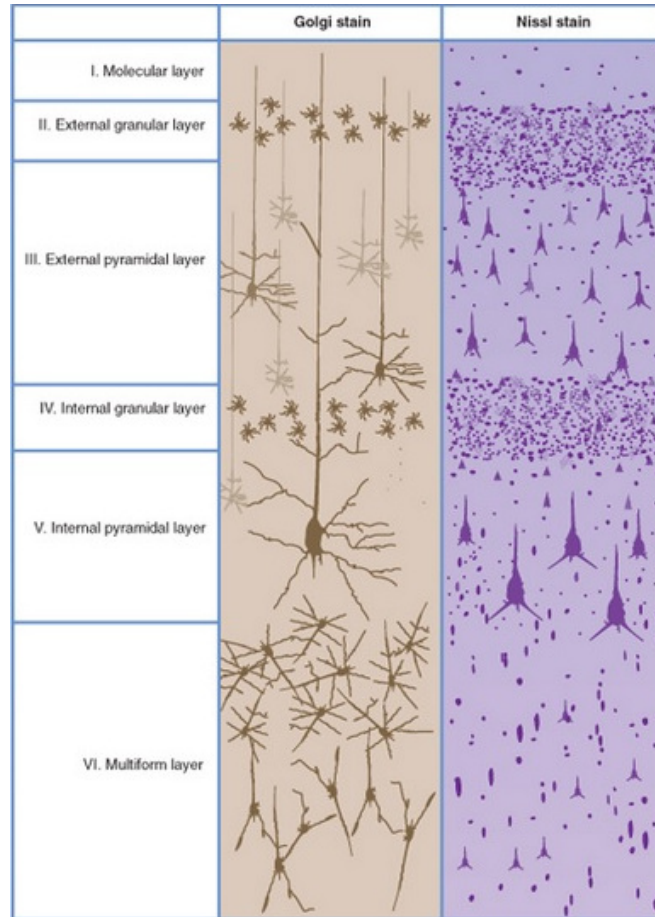 Golgi stain
Nissl stain
I. Molecular layer
II. External granular layer
III. External pyramidal layer
IV. Internal granular layer
V. Internal pyramidal layer
VI. Multiform layer